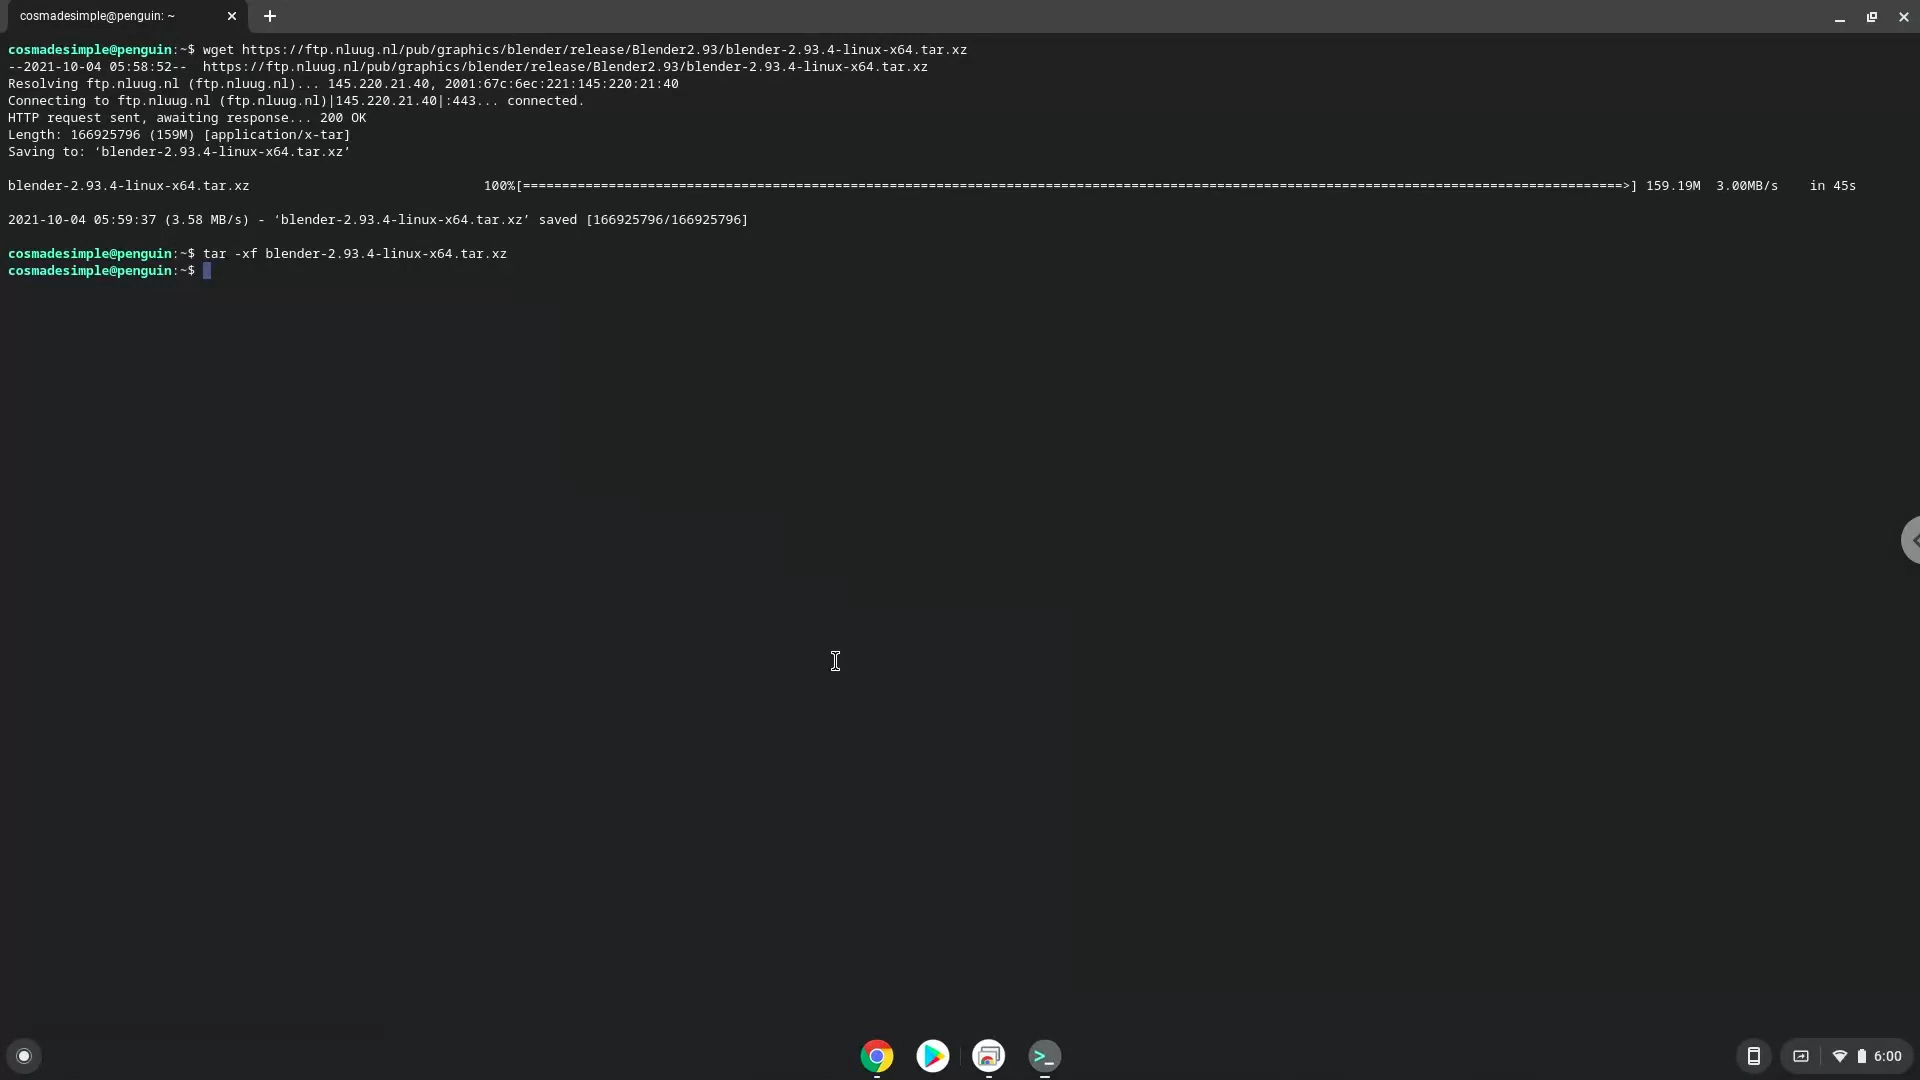 cosmadesimple@penguin: ~
cosmadesimple@penguin:~$ wget https://ftp.nluug.nl/pub/graphics/blender/release/Blender2.93/blender-2.93.4-linux-x64.tar.xz
--2021-10-04 05:58:52--  https://ftp.nluug.nl/pub/graphics/blender/release/Blender2.93/blender-2.93.4-linux-x64.tar.xz
Resolving ftp.nluug.nl (ftp.nluug.nl)... 145.220.21.40, 2001:67c:6ec:221:145:220:21:40
Connecting to ftp.nluug.nl (ftp.nluug.nl)|145.220.21.40|:443... connected.
HTTP request sent, awaiting response... 200 OK
Length: 166925796 (159M) [application/x-tar]
Saving to: ‘blender-2.93.4-linux-x64.tar.xz’
blender-2.93.4-linux-x64.tar.xz 100%[=============================================================================================================================================>] 159.19M 3.00MB/s in 45s
2021-10-04 05:59:37 (3.58 MB/s) - ‘blender-2.93.4-linux-x64.tar.xz’ saved [166925796/166925796]
cosmadesimple@penguin:~$ tar -xf blender-2.93.4-linux-x64.tar.xz
cosmadesimple@penguin:~$
6:00